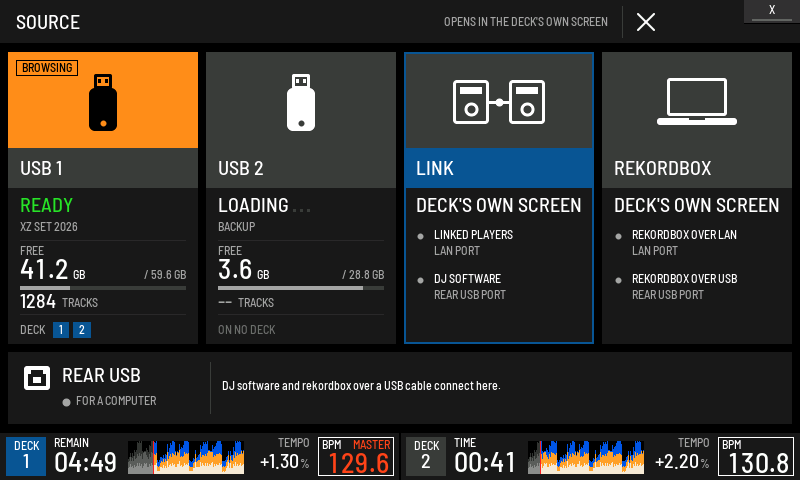 SOURCE
OPENS IN THE DECK'S OWN SCREEN
X
BROWSING
USB 1
READY
XZ SET 2026
FREE
41.2 GB / 59.6 GB
1284 TRACKS
DECK 1 2
USB 2
LOADING ...
BACKUP
FREE
3.6 GB / 28.8 GB
-- TRACKS
ON NO DECK
LINK
DECK'S OWN SCREEN
LINKED PLAYERS
LAN PORT
DJ SOFTWARE
REAR USB PORT
REKORDBOX
DECK'S OWN SCREEN
REKORDBOX OVER LAN
LAN PORT
REKORDBOX OVER USB
REAR USB PORT
REAR USB
FOR A COMPUTER
DJ software and rekordbox over a USB cable connect here.
DECK 1
REMAIN
04:49
TEMPO
+1.30%
BPM MASTER
129.6
DECK 2
TIME
00:41
TEMPO
+2.20%
BPM
130.8